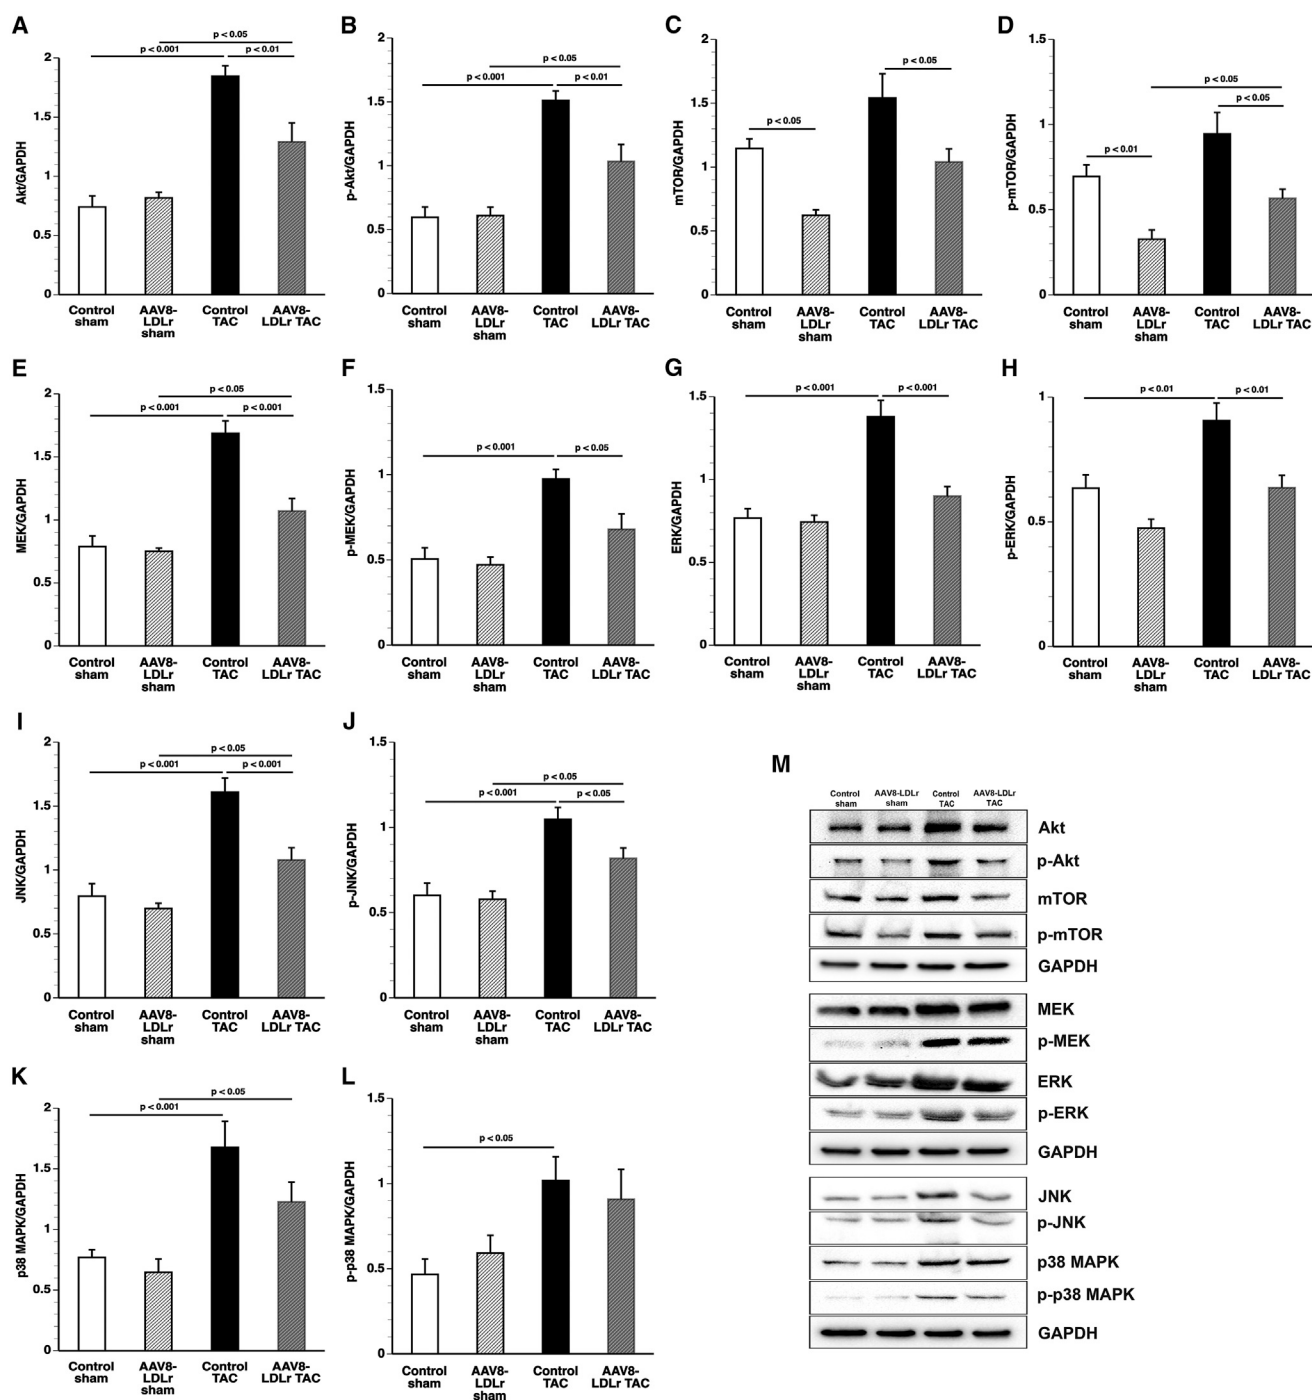 A
p < 0.05
p < 0.001
p < 0.01
2
1.5
1
0.5
0
Akt/GAPDH
Control sham
AAV8-LDLr sham
Control TAC
AAV8-LDLr TAC
B
p < 0.05
p < 0.001
p < 0.01
2
1.5
1
0.5
0
p-Akt/GAPDH
Control sham
AAV8-LDLr sham
Control TAC
AAV8-LDLr TAC
C
p < 0.05
p < 0.05
2
1.5
1
0.5
0
mTOR/GAPDH
Control sham
AAV8-LDLr sham
Control TAC
AAV8-LDLr TAC
D
p < 0.05
p < 0.05
p < 0.01
1.5
1
0.5
0
p-mTOR/GAPDH
Control sham
AAV8-LDLr sham
Control TAC
AAV8-LDLr TAC
E
p < 0.05
p < 0.001
p < 0.001
2
1.5
1
0.5
0
MEK/GAPDH
Control sham
AAV8-LDLr sham
Control TAC
AAV8-LDLr TAC
F
p < 0.001
p < 0.05
1.5
1
0.5
0
p-MEK/GAPDH
Control sham
AAV8-LDLr sham
Control TAC
AAV8-LDLr TAC
G
p < 0.001
p < 0.001
1.5
1
0.5
0
ERK/GAPDH
Control sham
AAV8-LDLr sham
Control TAC
AAV8-LDLr TAC
H
p < 0.01
p < 0.01
1
0.5
0
p-ERK/GAPDH
Control sham
AAV8-LDLr sham
Control TAC
AAV8-LDLr TAC
I
p < 0.05
p < 0.001
p < 0.001
2
1.5
1
0.5
0
JNK/GAPDH
Control sham
AAV8-LDLr sham
Control TAC
AAV8-LDLr TAC
J
p < 0.05
p < 0.001
p < 0.05
1.5
1
0.5
0
p-JNK/GAPDH
Control sham
AAV8-LDLr sham
Control TAC
AAV8-LDLr TAC
K
p < 0.05
p < 0.001
2
1.5
1
0.5
0
p38 MAPK/GAPDH
Control sham
AAV8-LDLr sham
Control TAC
AAV8-LDLr TAC
L
p < 0.05
1.5
1
0.5
0
p-p38 MAPK/GAPDH
Control sham
AAV8-LDLr sham
Control TAC
AAV8-LDLr TAC
M
Control sham
AAV8-LDLr sham
Control TAC
AAV8-LDLr TAC
Akt
p-Akt
mTOR
p-mTOR
GAPDH
MEK
p-MEK
ERK
p-ERK
GAPDH
JNK
p-JNK
p38 MAPK
p-p38 MAPK
GAPDH